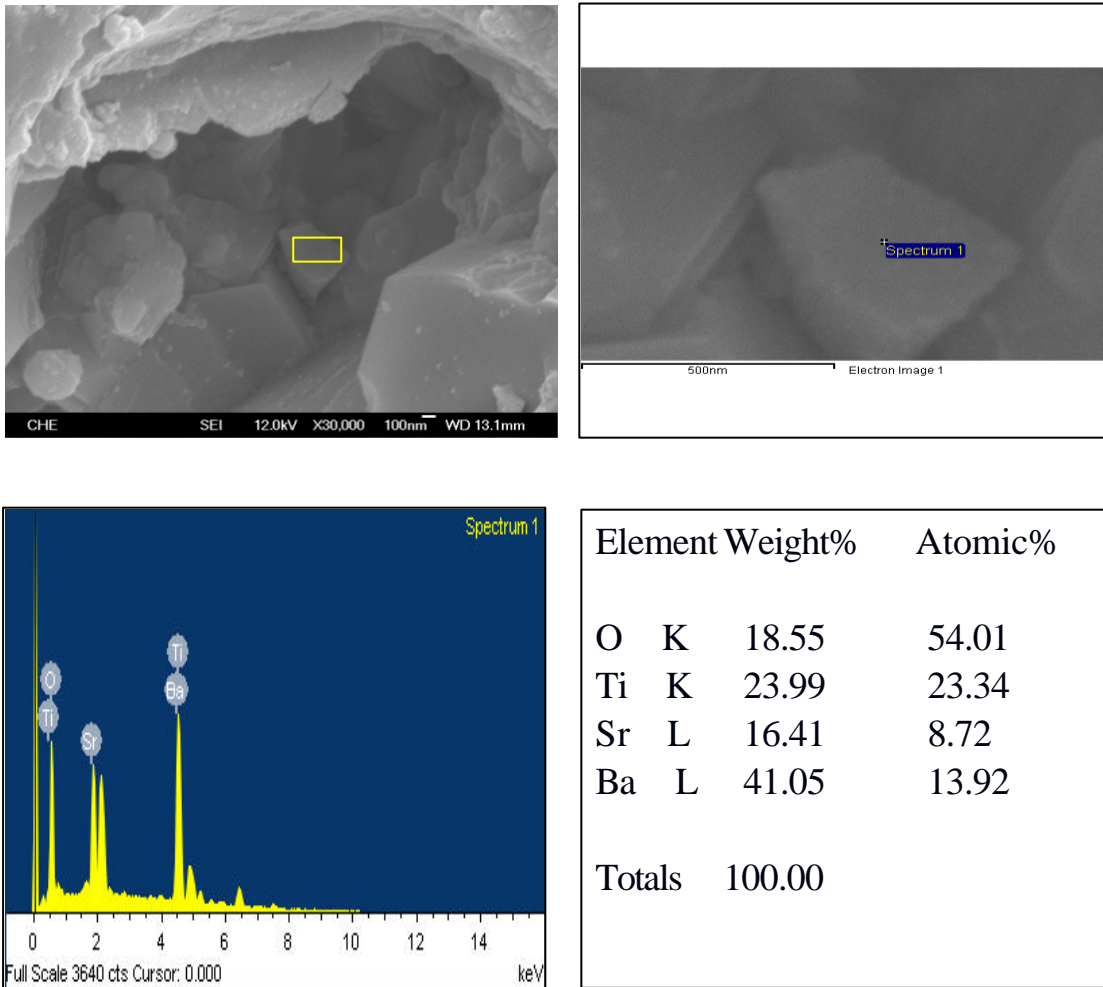 CHE SEI 12.0kV X30,000 100nm WD 13.1mm
Spectrum 1
500nm Electron Image 1
Spectrum 1
Ti
O Ba
Ti Sr
0 2 4 6 8 10 12 14
Full Scale 3640 cts Cursor: 0.000 keV
Element Weight% Atomic%
O K 18.55 54.01
Ti K 23.99 23.34
Sr L 16.41 8.72
Ba L 41.05 13.92
Totals 100.00